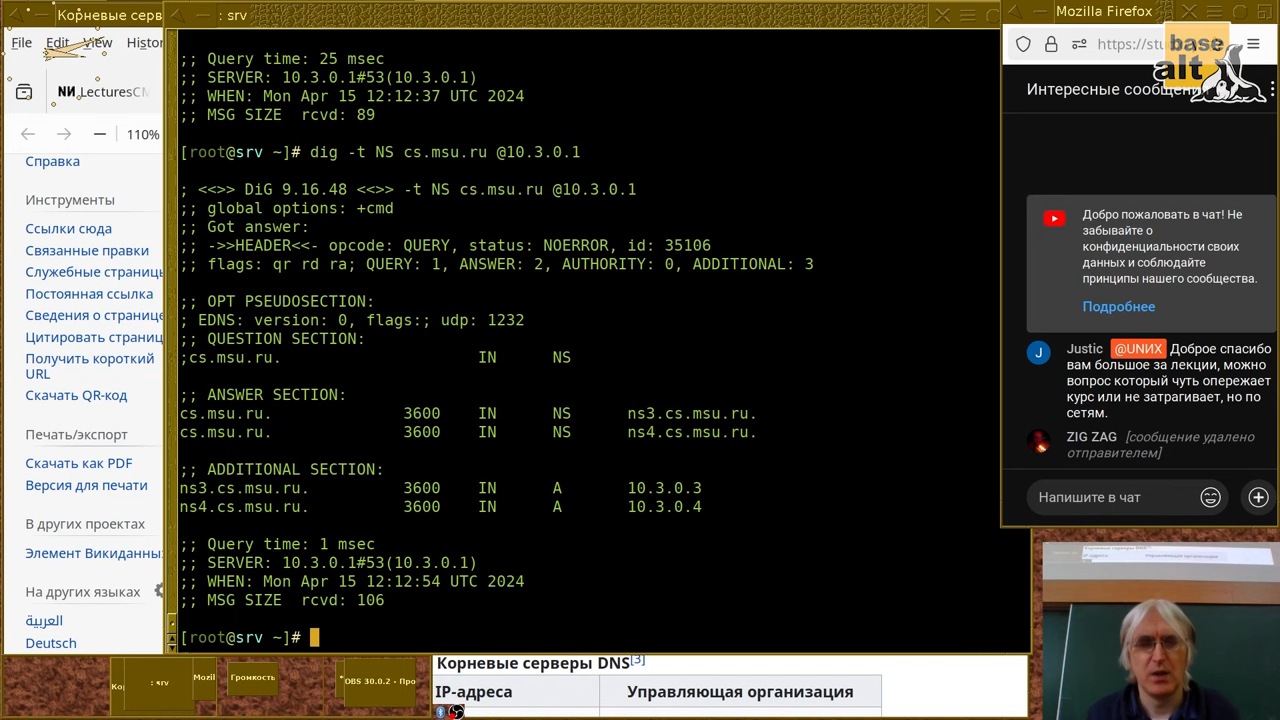 Корневые серв
: srv
Mozilla Firefox
File Edit View Histor
https://stu
base
alt
LecturesCM
110%
Интересные сообщени
Справка
Инструменты
Ссылки сюда
Связанные правки
Служебные страницы
Постоянная ссылка
Сведения о странице
Цитировать страниц
Получить короткий
URL
Скачать QR-код
Печать/экспорт
Скачать как PDF
Версия для печати
В других проектах
Элемент Викиданных
На других языках
العربية
Deutsch
;; Query time: 25 msec
;; SERVER: 10.3.0.1#53(10.3.0.1)
;; WHEN: Mon Apr 15 12:12:37 UTC 2024
;; MSG SIZE rcvd: 89
[root@srv ~]# dig -t NS cs.msu.ru @10.3.0.1
; <<>> DiG 9.16.48 <<>> -t NS cs.msu.ru @10.3.0.1
;; global options: +cmd
;; Got answer:
;; ->>HEADER<<- opcode: QUERY, status: NOERROR, id: 35106
;; flags: qr rd ra; QUERY: 1, ANSWER: 2, AUTHORITY: 0, ADDITIONAL: 3
;; OPT PSEUDOSECTION:
; EDNS: version: 0, flags:; udp: 1232
;; QUESTION SECTION:
;cs.msu.ru. IN NS
;; ANSWER SECTION:
cs.msu.ru. 3600 IN NS ns3.cs.msu.ru.
cs.msu.ru. 3600 IN NS ns4.cs.msu.ru.
;; ADDITIONAL SECTION:
ns3.cs.msu.ru. 3600 IN A 10.3.0.3
ns4.cs.msu.ru. 3600 IN A 10.3.0.4
;; Query time: 1 msec
;; SERVER: 10.3.0.1#53(10.3.0.1)
;; WHEN: Mon Apr 15 12:12:54 UTC 2024
;; MSG SIZE rcvd: 106
[root@srv ~]#
Добро пожаловать в чат! Не
забывайте о
конфиденциальности своих
данных и соблюдайте
принципы нашего сообщества.
Подробнее
J
Justic @UNИX Доброе спасибо
вам большое за лекции, можно
вопрос который чуть опережает
курс или не затрагивает, но по
сетям.
ZIG ZAG [сообщение удалено
отправителем]
Напишите в чат
Кор
: srv
Mozil
Громкость
OBS 30.0.2 - Про
Корневые серверы DNS[3]
IP-адреса Управляющая организация